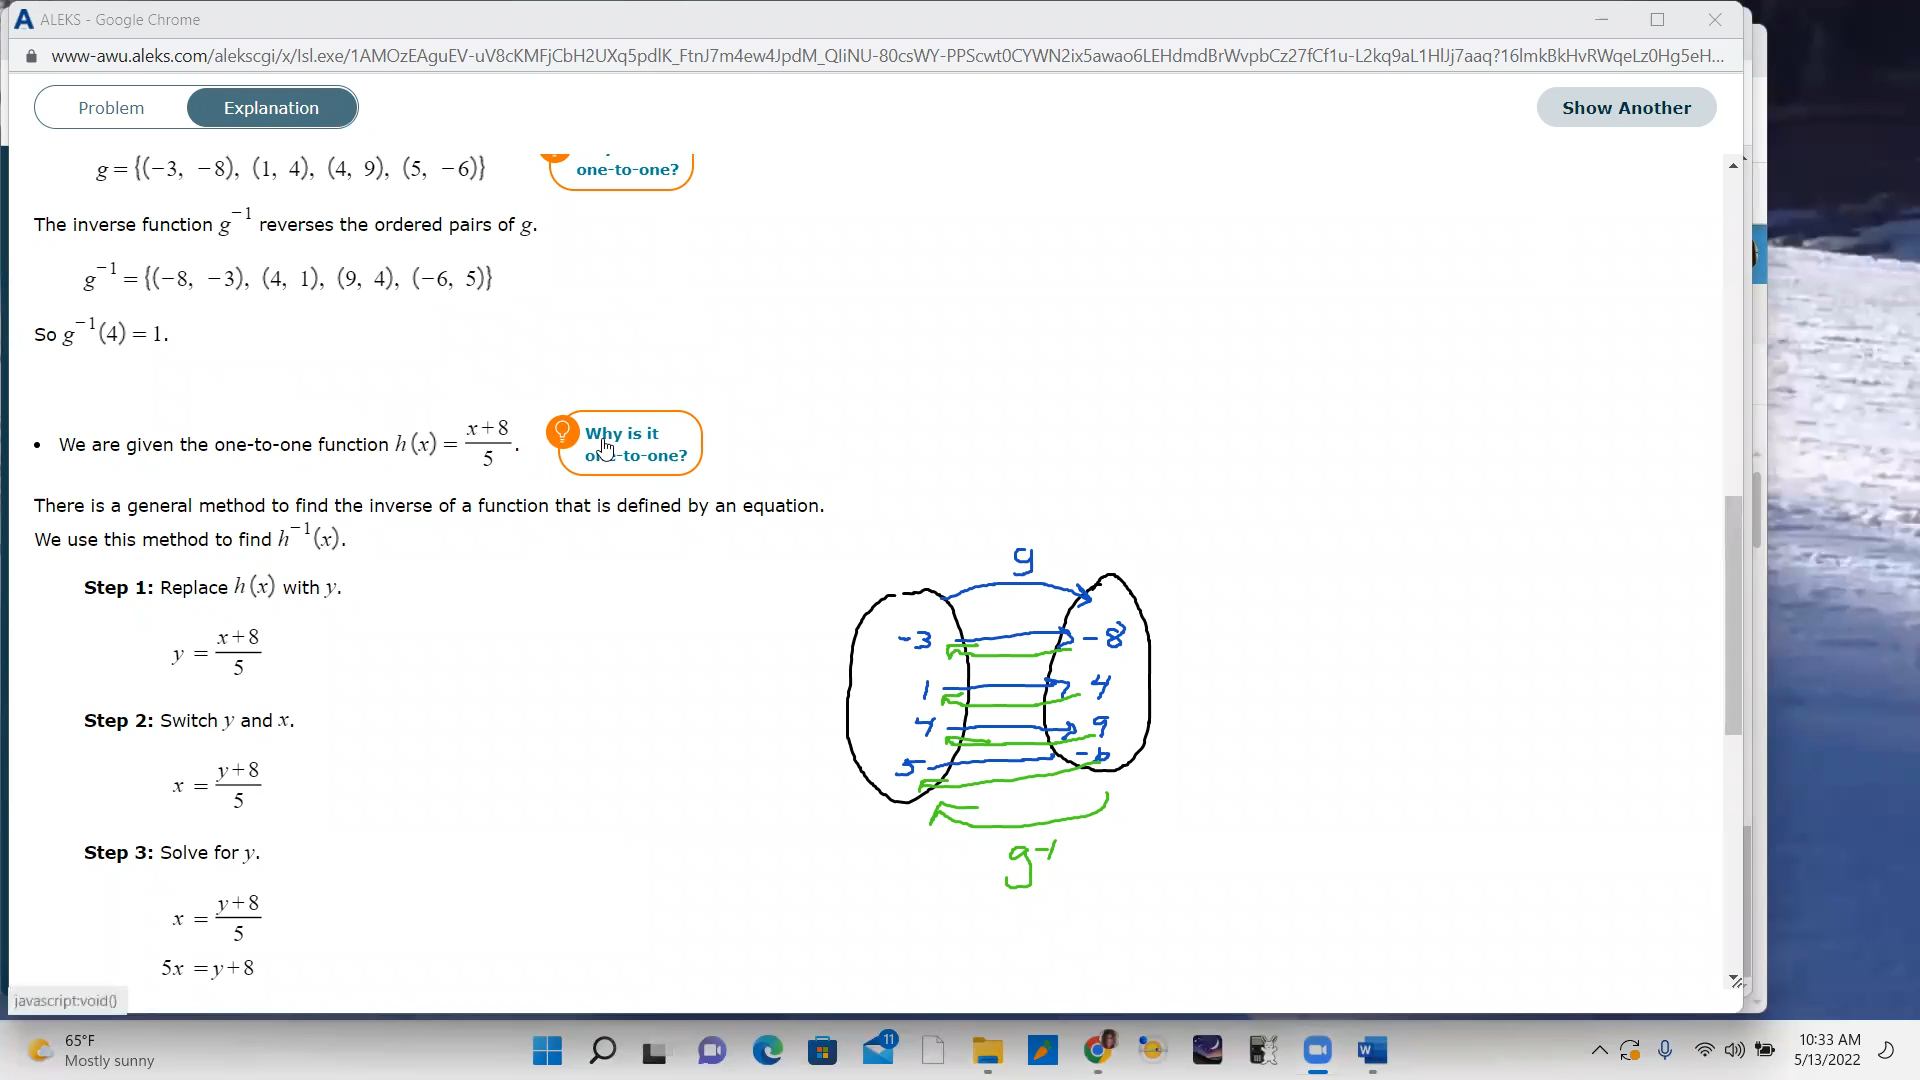 ALEKS - Google Chrome
www-awu.aleks.com/alekscgi/x/Isl.exe/1AMOzEAguEV-uV8cKMFjCbH2UXq5pdlK_FtnJ7m4ew4JpdM_QIiNU-80csWY-PPScwt0CYWN2ix5awao6LEHdmdBrWvpbCz27fCf1u-L2kq9aL1HlJj7aaq?16lmkBkHvRWqeLz0Hg5eH...
Problem Explanation Show Another
g = {(−3, −8), (1, 4), (4, 9), (5, −6)}
one-to-one?
The inverse function g⁻¹ reverses the ordered pairs of g.
g⁻¹ = {(−8, −3), (4, 1), (9, 4), (−6, 5)}
So g⁻¹(4) = 1.
• We are given the one-to-one function h(x) = (x+8)/5.
Why is it
one-to-one?
There is a general method to find the inverse of a function that is defined by an equation.
We use this method to find h⁻¹(x).
Step 1: Replace h(x) with y.
y = (x+8)/5
Step 2: Switch y and x.
x = (y+8)/5
Step 3: Solve for y.
x = (y+8)/5
5x = y+8
g
-3 -8
1 4
4 9
5 -6
g-1
javascript:void()
65°F
Mostly sunny
11
10:33 AM
5/13/2022